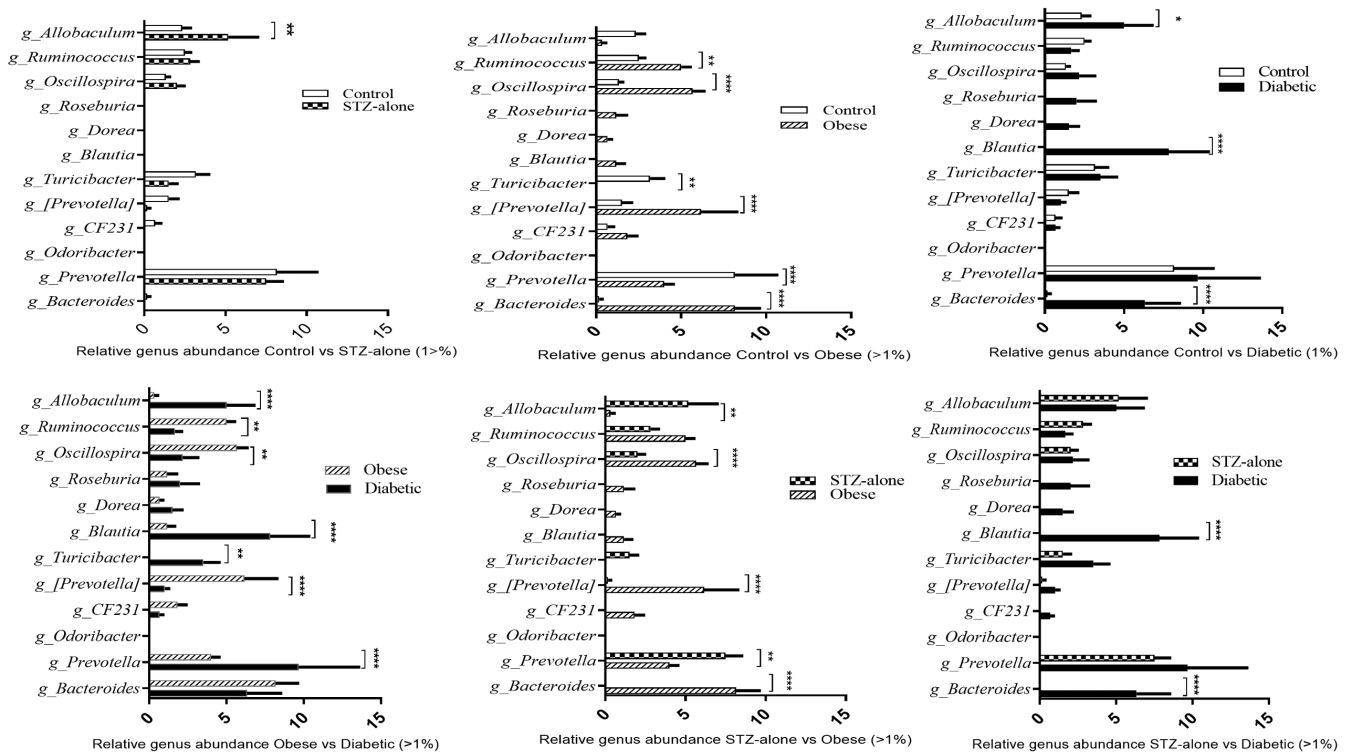 g_Allobaculum
g_Ruminococcus
g_Oscillospira
g_Roseburia
g_Dorea
g_Blautia
g_Turicibacter
g_[Prevotella]
g_CF231
g_Odoribacter
g_Prevotella
g_Bacteroides
**
Control
STZ-alone
0 5 10 15
Relative genus abundance Control vs STZ-alone (1>%)
g_Allobaculum
g_Ruminococcus
g_Oscillospira
g_Roseburia
g_Dorea
g_Blautia
g_Turicibacter
g_[Prevotella]
g_CF231
g_Odoribacter
g_Prevotella
g_Bacteroides
**
***
**
****
****
****
Control
Obese
0 5 10 15
Relative genus abundance Control vs Obese (>1%)
g_Allobaculum
g_Ruminococcus
g_Oscillospira
g_Roseburia
g_Dorea
g_Blautia
g_Turicibacter
g_[Prevotella]
g_CF231
g_Odoribacter
g_Prevotella
g_Bacteroides
*
****
****
Control
Diabetic
0 5 10 15
Relative genus abundance Control vs Diabetic (1%)
g_Allobaculum
g_Ruminococcus
g_Oscillospira
g_Roseburia
g_Dorea
g_Blautia
g_Turicibacter
g_[Prevotella]
g_CF231
g_Odoribacter
g_Prevotella
g_Bacteroides
****
**
**
****
**
****
****
Obese
Diabetic
0 5 10 15
Relative genus abundance Obese vs Diabetic (>1%)
g_Allobaculum
g_Ruminococcus
g_Oscillospira
g_Roseburia
g_Dorea
g_Blautia
g_Turicibacter
g_[Prevotella]
g_CF231
g_Odoribacter
g_Prevotella
g_Bacteroides
**
****
****
**
****
STZ-alone
Obese
0 5 10 15
Relative genus abundance STZ-alone vs Obese (>1%)
g_Allobaculum
g_Ruminococcus
g_Oscillospira
g_Roseburia
g_Dorea
g_Blautia
g_Turicibacter
g_[Prevotella]
g_CF231
g_Odoribacter
g_Prevotella
g_Bacteroides
****
****
STZ-alone
Diabetic
0 5 10 15
Relative genus abundance STZ-alone vs Diabetic (>1%)